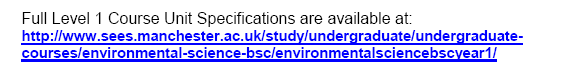 Full Level 1 Course Unit Specifications are available at:
http://www.sees.manchester.ac.uk/study/undergraduate/undergraduate-
courses/environmental-science-bsc/environmentalsciencebscyear1/